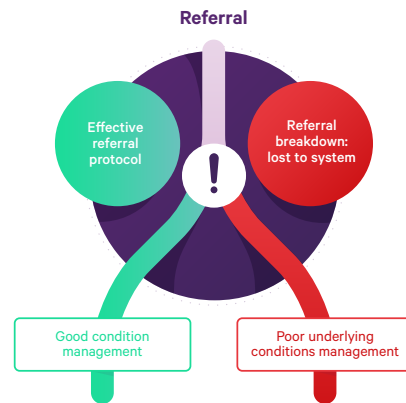 Referral
Effective
referral
protocol
Referral
breakdown:
lost to system
!
Good condition
management
Poor underlying
conditions management